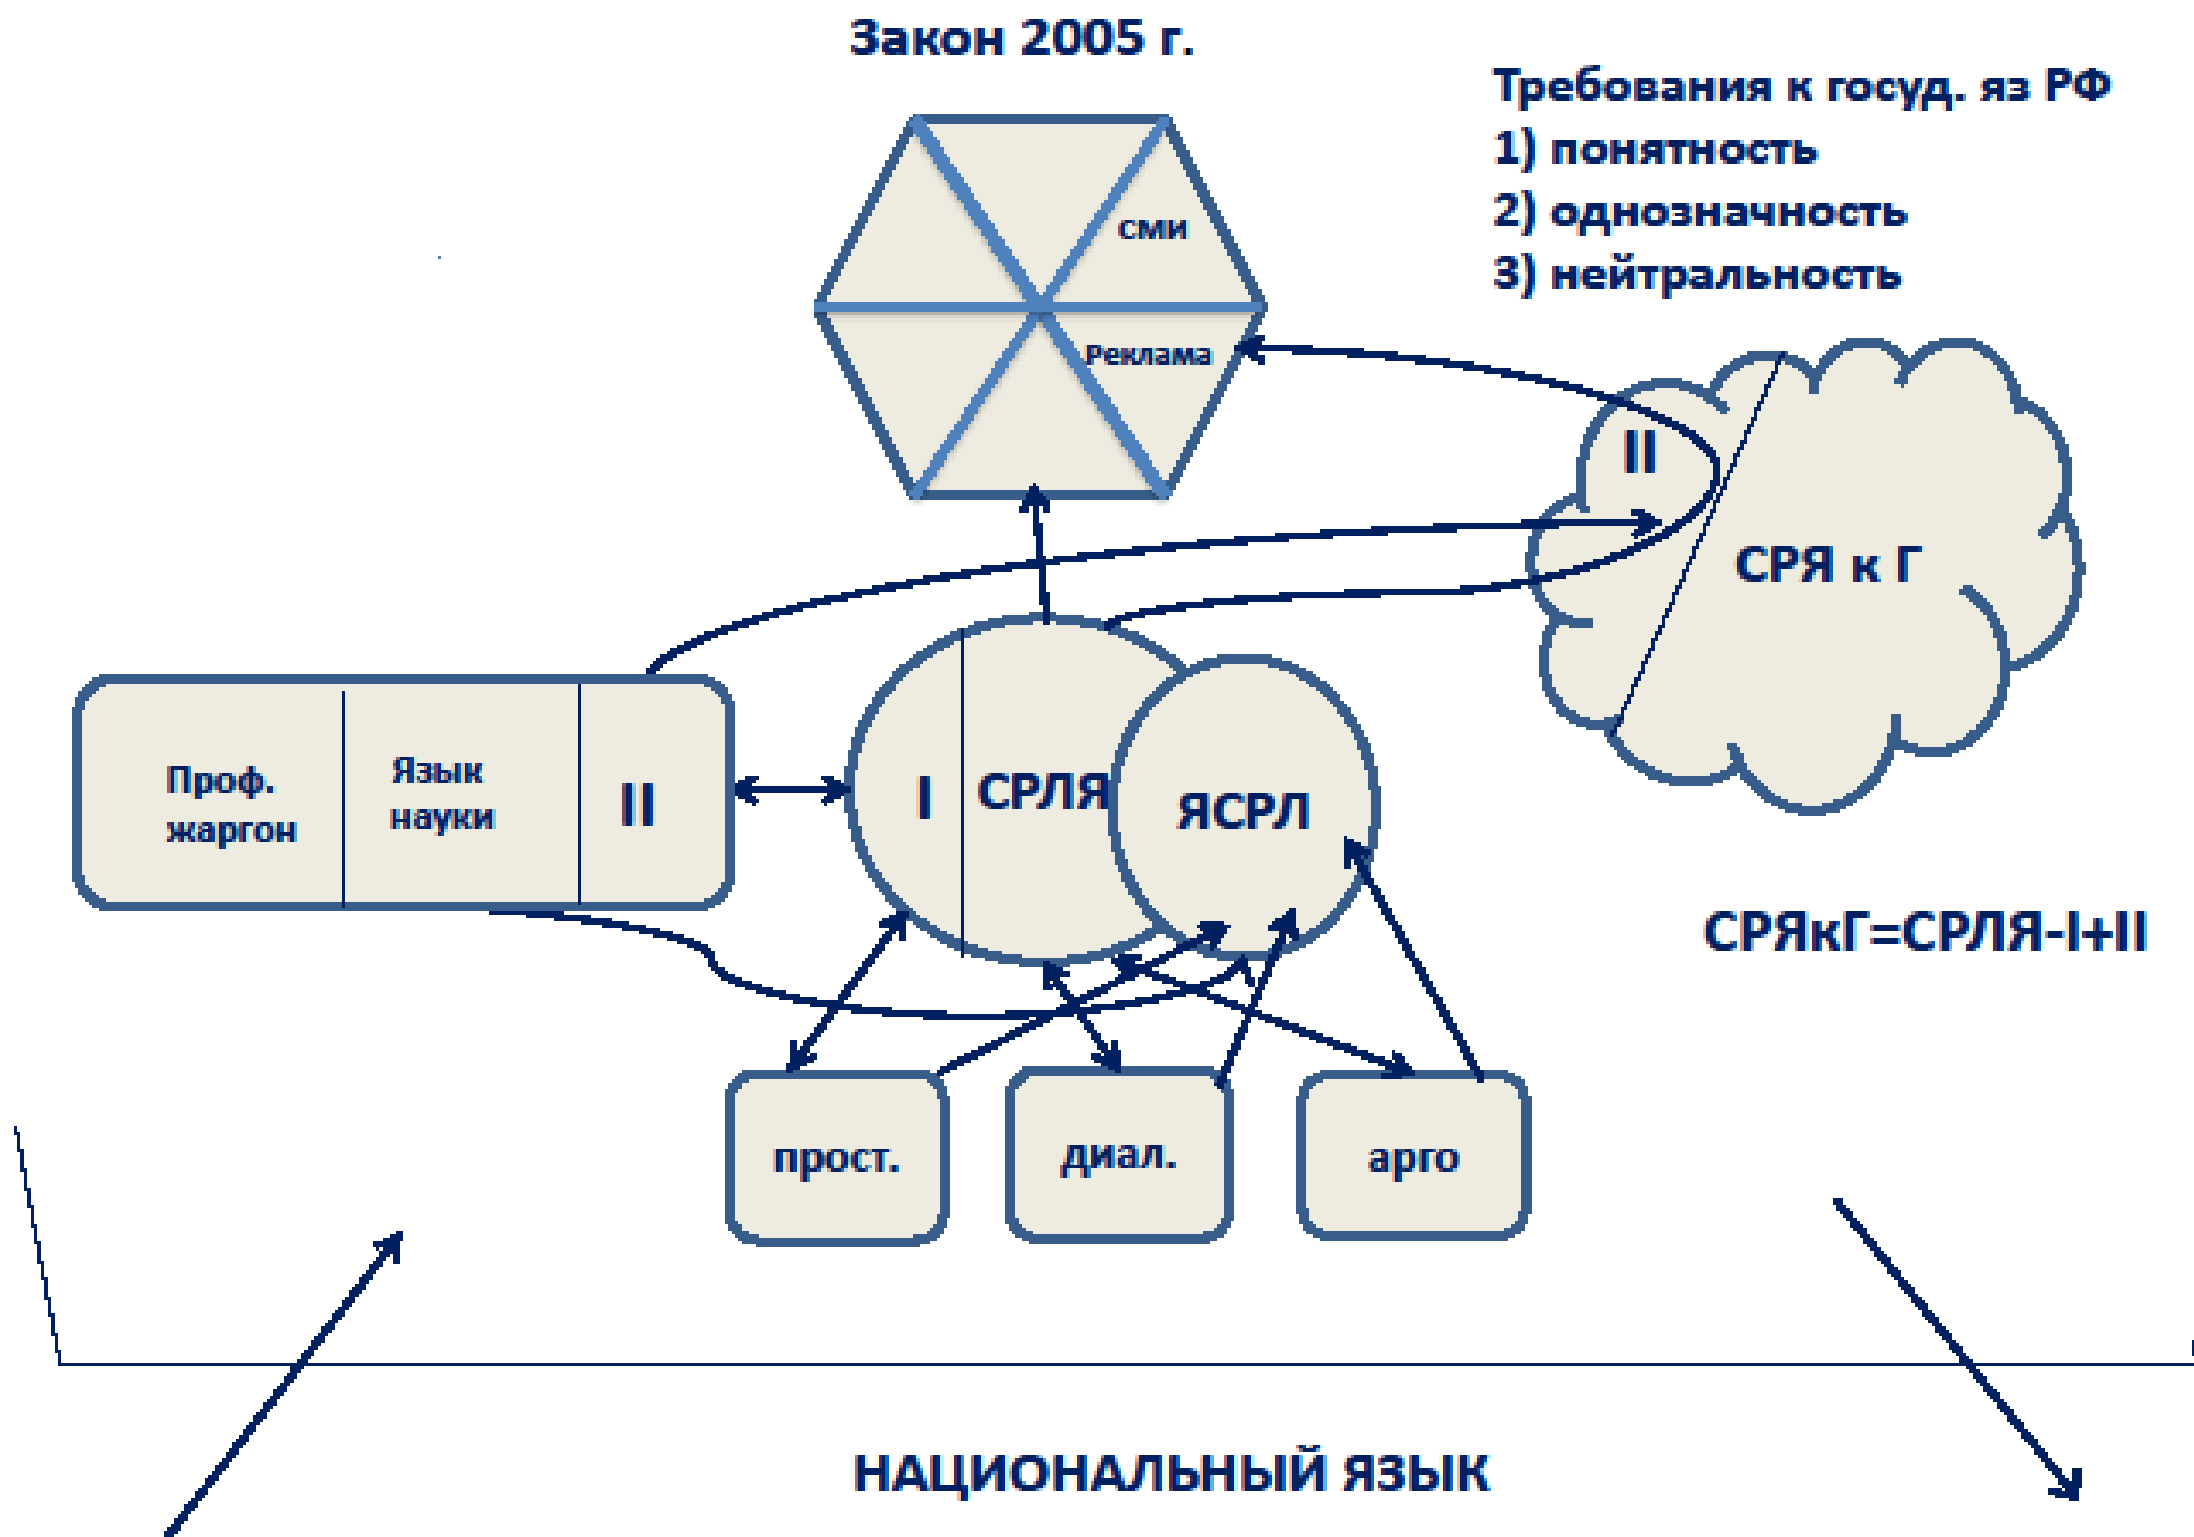 Закон 2005 г.
Требования к госуд. яз РФ
1) понятность
2) однозначность
3) нейтральность
СМИ
Реклама
II
СРЯ к Г
Проф.
жаргон
Язык
науки
II
I
СРЛЯ
ЯСРЛ
СРЯкГ=СРЛЯ-I+II
прост.
диал.
арго
НАЦИОНАЛЬНЫЙ ЯЗЫК